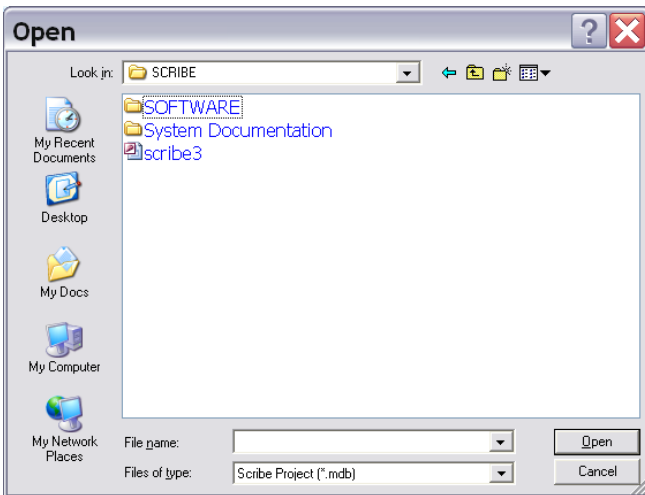 Open
Look in: SCRIBE
SOFTWARE
System Documentation
scribe3
My Recent
Documents
Desktop
My Docs
My Computer
My Network
Places
File name:
Open
Files of type: Scribe Project (*.mdb)
Cancel